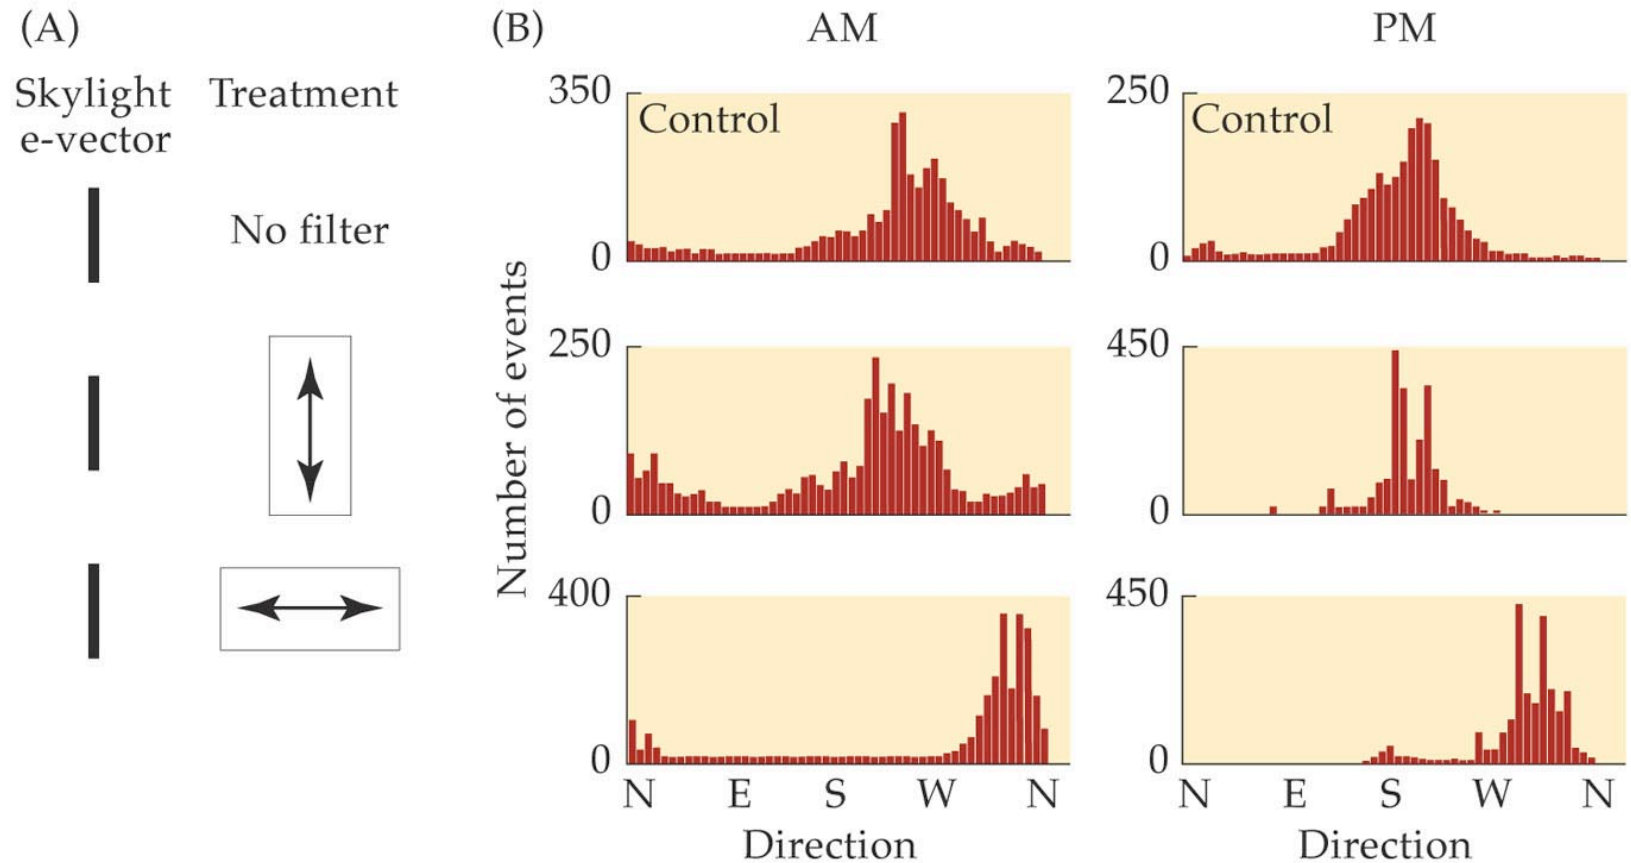 (A)
Skylight
e-vector
Treatment
No filter
(B)
AM
PM
Number of events
350
Control
0
250
Control
0
250
0
450
0
400
0
N E S W N
Direction
450
0
N E S W N
Direction